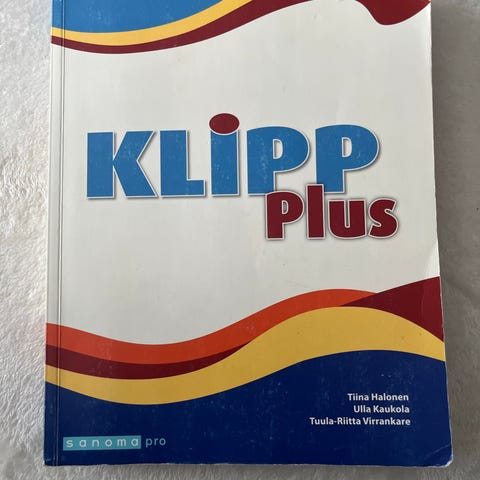 KLiPP
Plus
Tiina Halonen
Ulla Kaukola
Tuula-Riitta Virrankare
sanoma pro